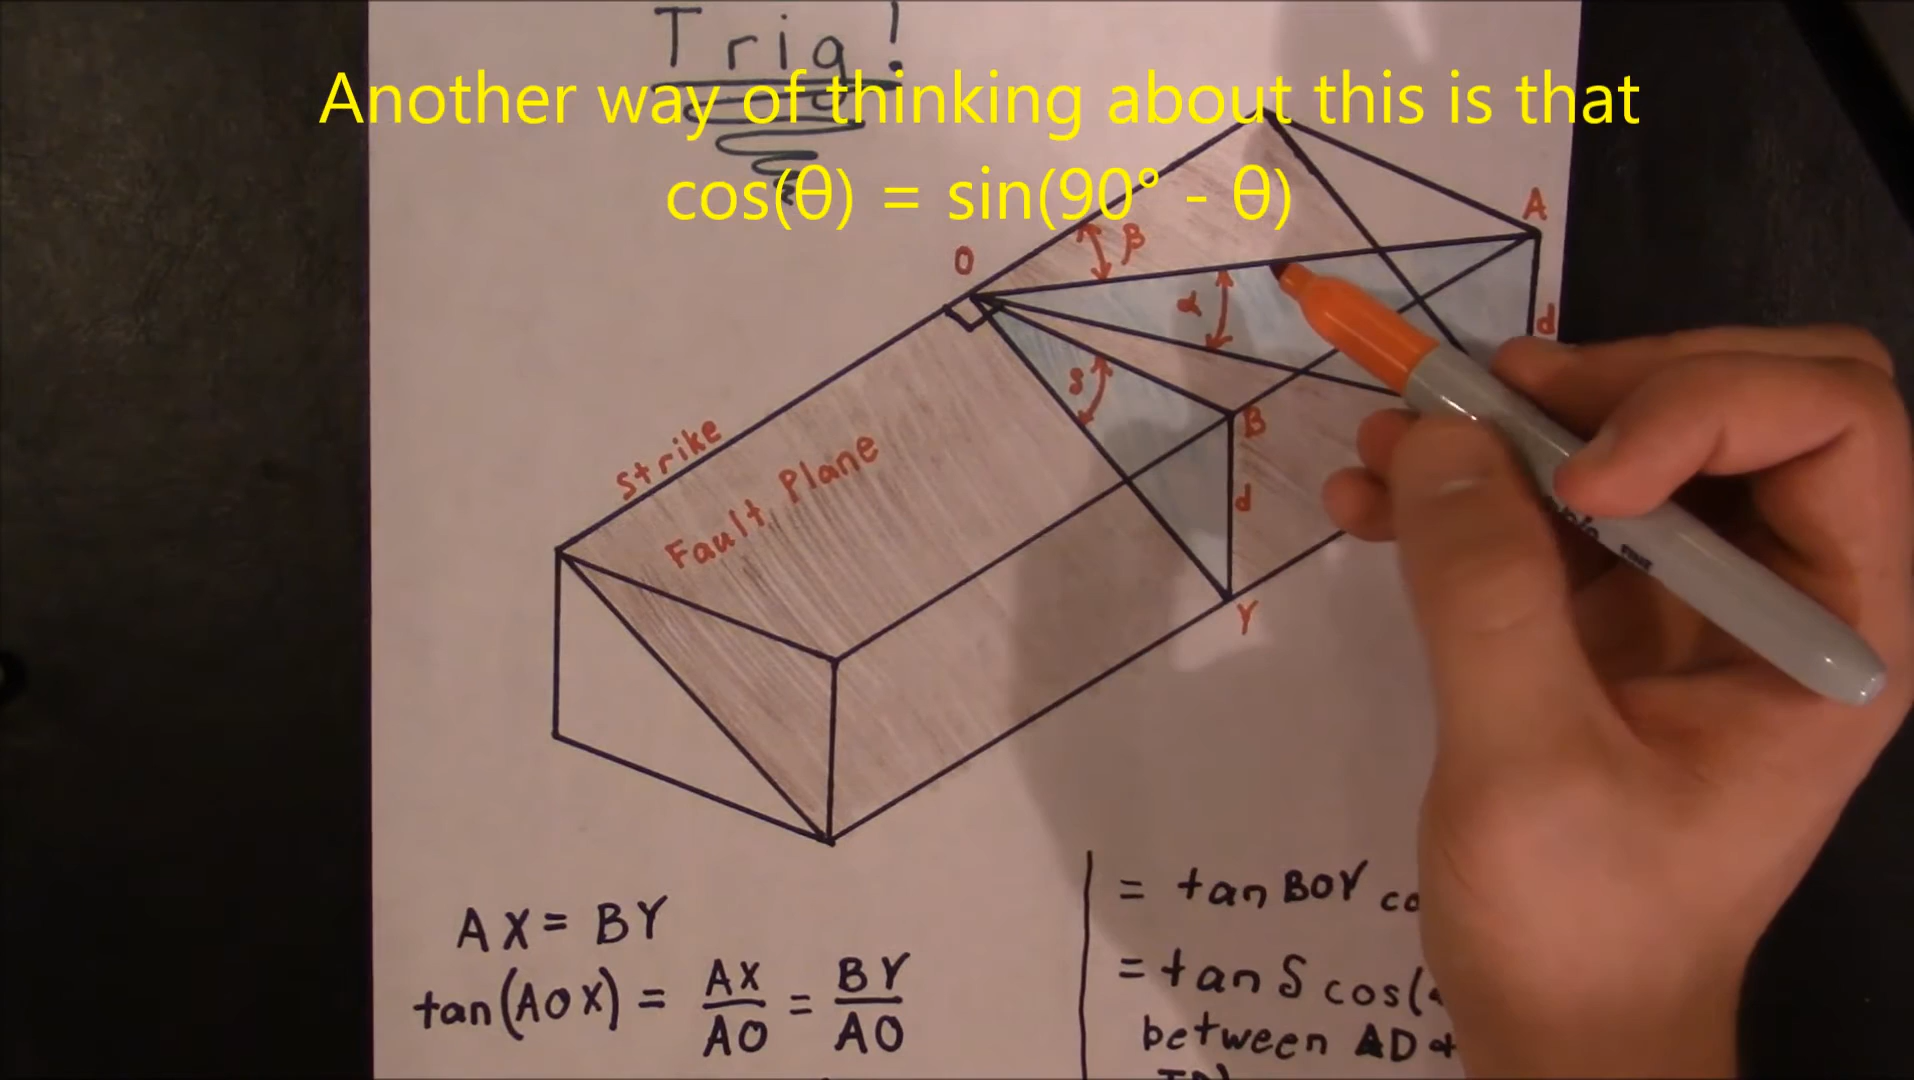 Trig!
Another way of thinking about this is that
cos(θ) = sin(90° - θ)
A
O
β
α
d
δ
B
strike
Fault Plane
d
Y
AX = BY
tan(AOX) = AX/AO = BY/AO
= tan BOY
= tan δ cos(
between AD